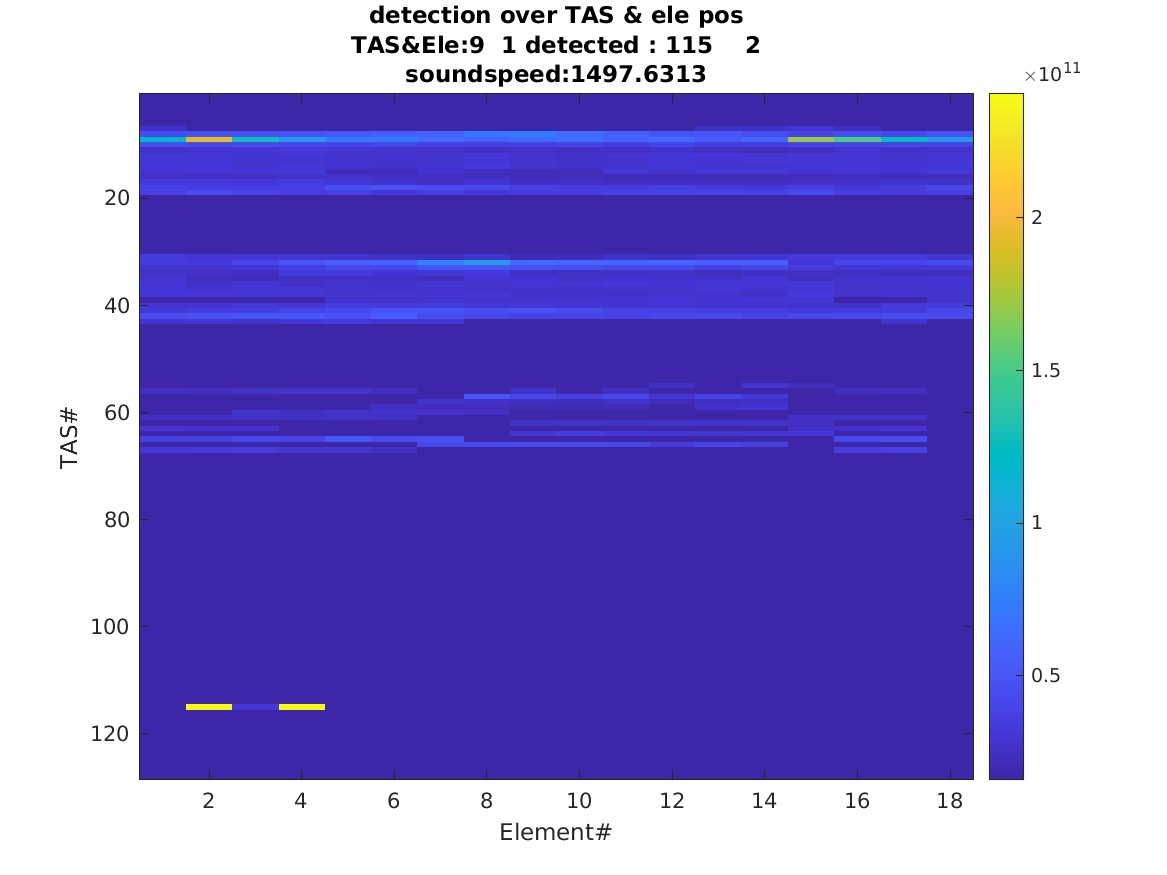 detection over TAS & ele pos
TAS&Ele:9  1 detected : 115    2
soundspeed:1497.6313
×10^11
20
40
60
80
100
120
TAS#
2
1.5
1
0.5
2 4 6 8 10 12 14 16 18
Element#